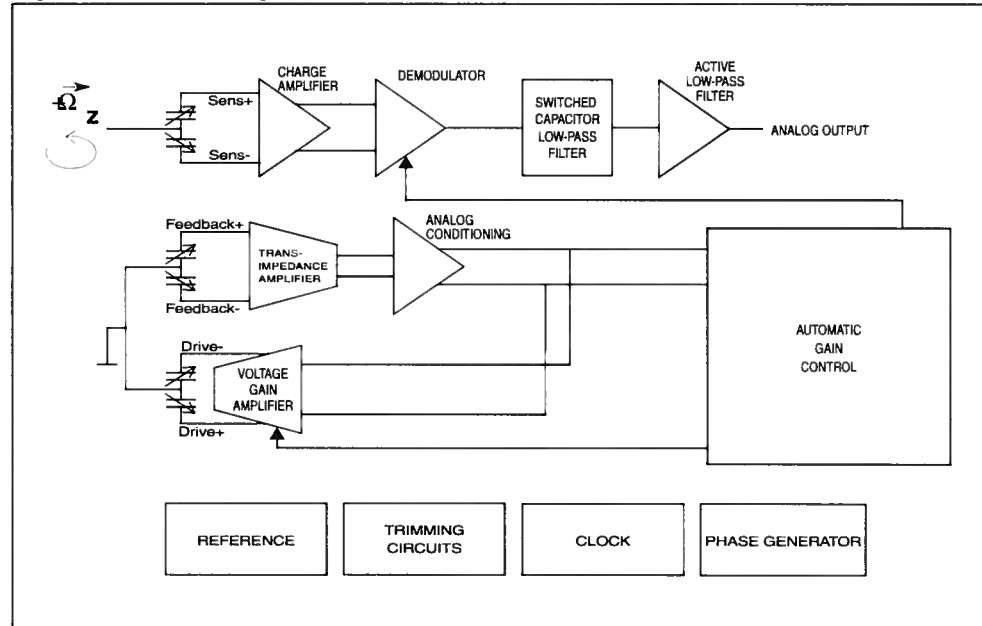 CHARGE
AMPLIFIER
DEMODULATOR
ACTIVE
LOW-PASS
FILTER
+Ω
z
Sens+
Sens-
SWITCHED
CAPACITOR
LOW-PASS
FILTER
ANALOG OUTPUT
Feedback+
TRANS-
IMPEDANCE
AMPLIFIER
Feedback-
ANALOG
CONDITIONING
AUTOMATIC
GAIN
CONTROL
Drive-
VOLTAGE
GAIN
AMPLIFIER
Drive+
REFERENCE
TRIMMING
CIRCUITS
CLOCK
PHASE GENERATOR